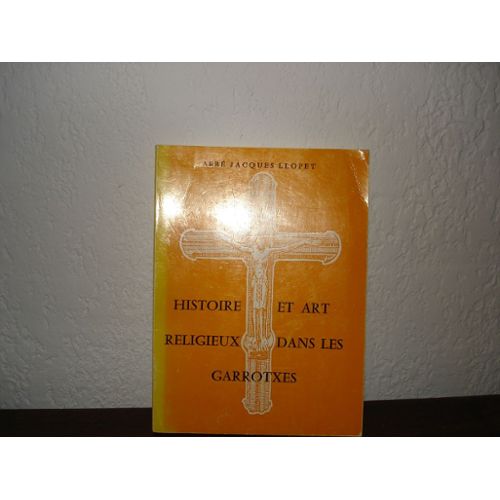 ABBÉ JACQUES LLOPET
HISTOIRE ET ART
RELIGIEUX DANS LES
GARROTXES